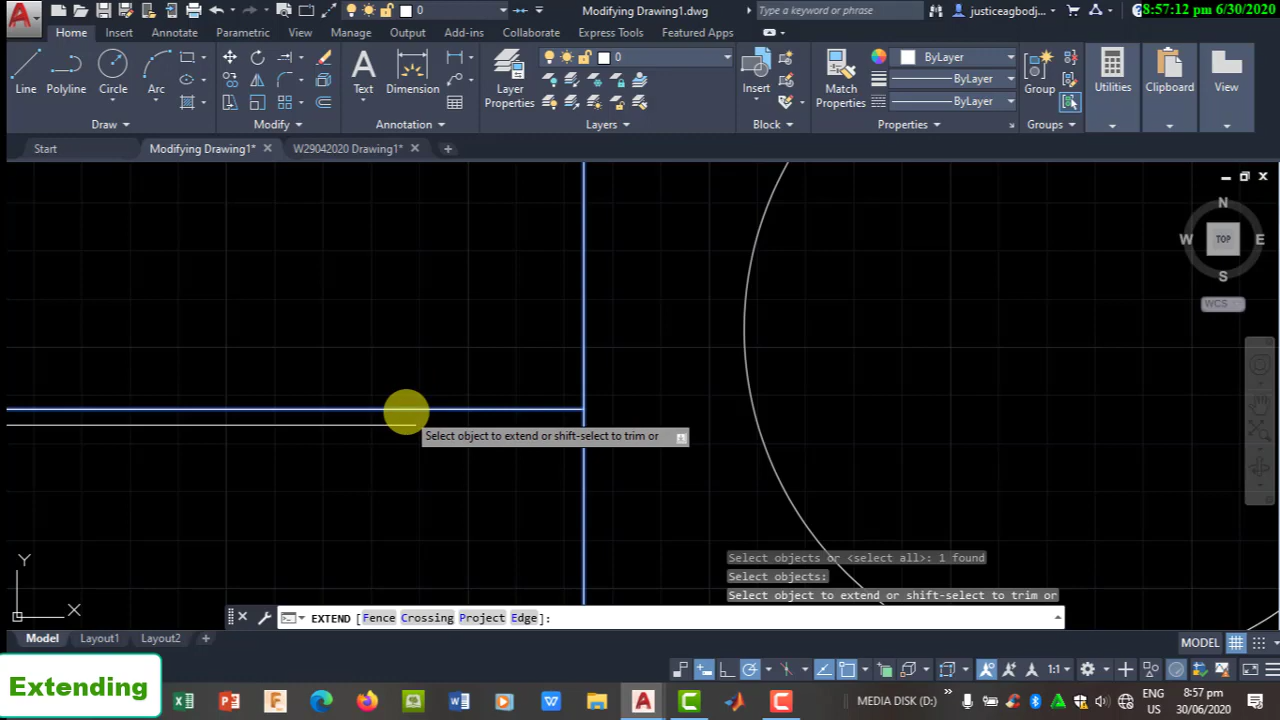 Modifying Drawing1.dwg
Type a keyword or phrase
justiceagbodj...
8:57:12 pm 6/30/2020
0
Home Insert Annotate Parametric View Manage Output Add-ins Collaborate Express Tools Featured Apps
Line Polyline Circle Arc
Text Dimension
Layer Properties
0
Insert
Match Properties
ByLayer
ByLayer
ByLayer
Group
Utilities
Clipboard
View
Draw Modify Annotation Layers Block Properties Groups
Start Modifying Drawing1* W29042020 Drawing1*
N
W TOP E
S
WCS
Select object to extend or shift-select to trim or
Y
X
Select objects or <select all>: 1 found
Select objects:
Select object to extend or shift-select to trim or
EXTEND [Fence Crossing Project Edge]:
Model Layout1 Layout2 +
MODEL
1:1
Extending
MEDIA DISK (D:)
ENG
US
8:57 pm
30/06/2020